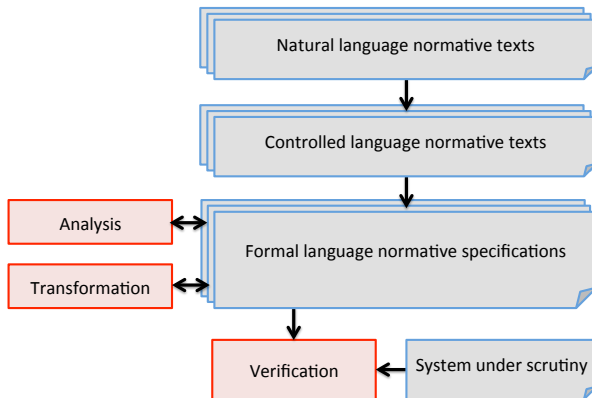 Natural language normative texts
Controlled language normative texts
Analysis
Formal language normative specifications
Transformation
Verification
System under scrutiny